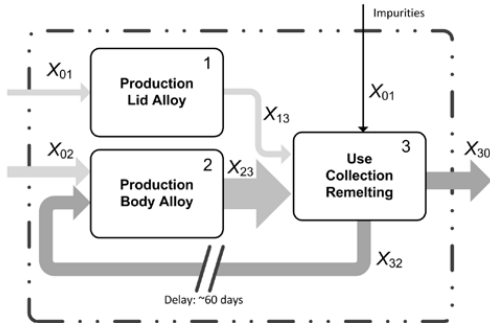 Impurities
1
X01
Production
Lid Alloy
X13
X01
X02
2
Production
Body Alloy
X23
3
Use
Collection
Remelting
X30
X32
Delay: ~60 days